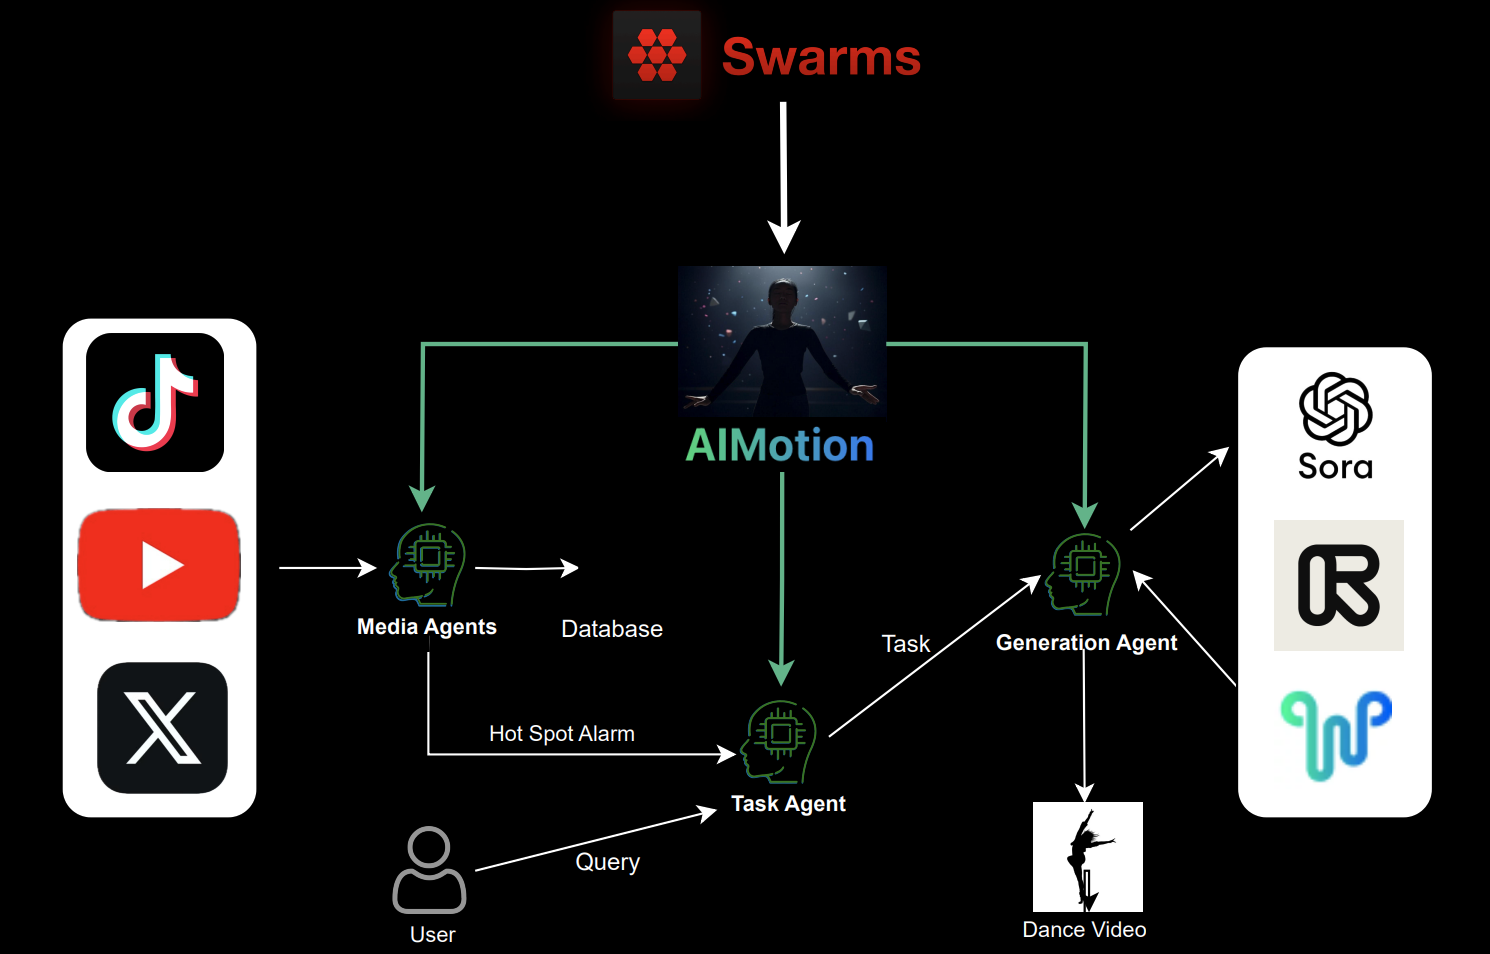 Swarms
AIMotion
Sora
Media Agents
Database
Task
Generation Agent
Hot Spot Alarm
Task Agent
Query
User
Dance Video